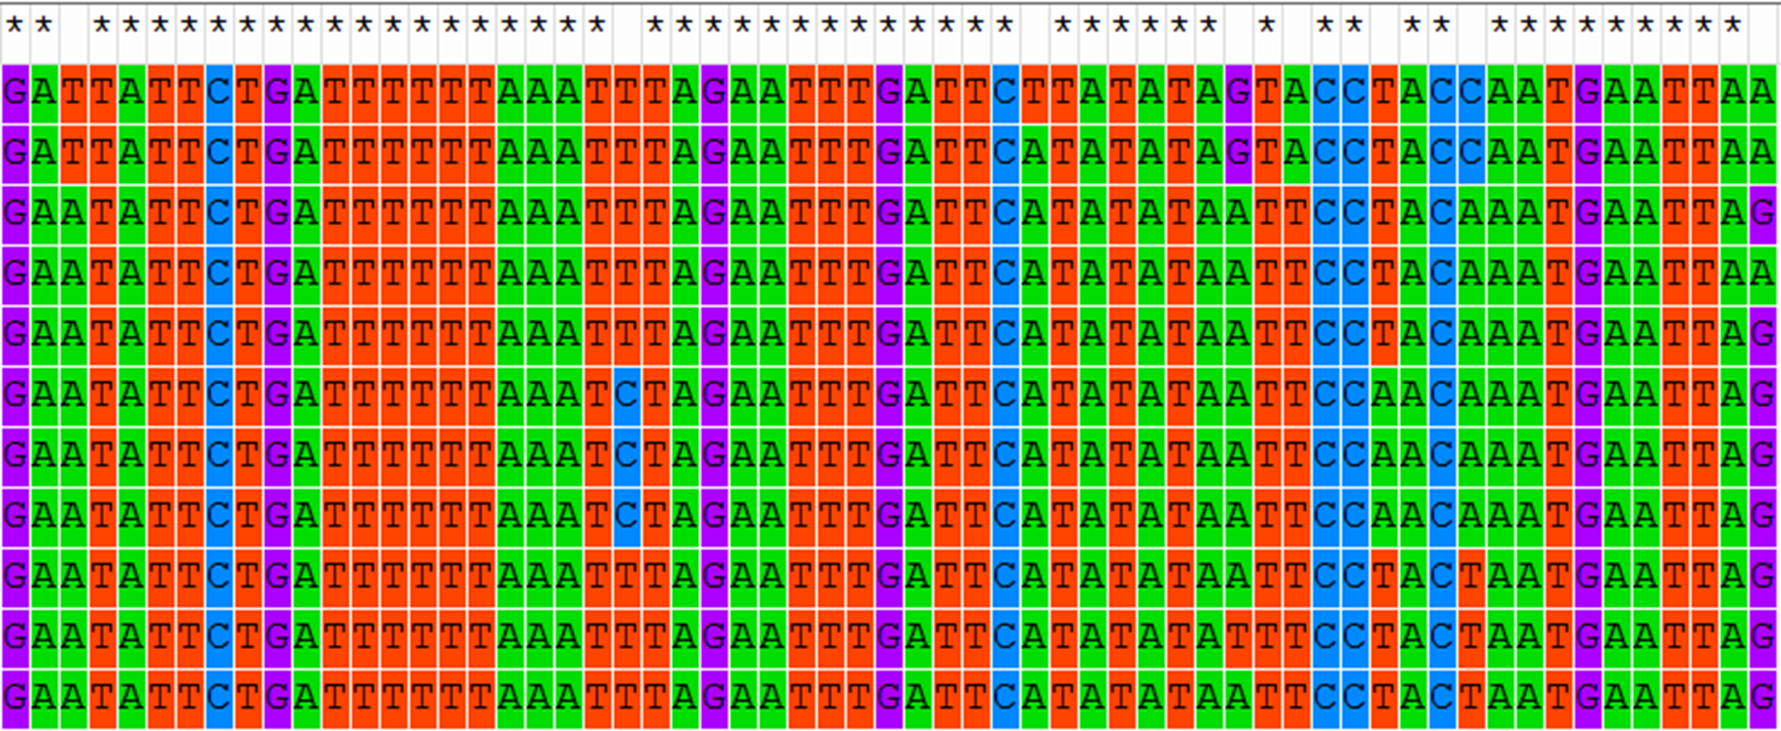 ** ****************** ************* ****** * ** ** *********
GATTATTCTGATTTTTTAAATTTAGAATTTGATTCTTATATAGTACCTACCAATGAATTAA
GATTATTCTGATTTTTTAAATTTAGAATTTGATTCATATATAGTACCTACCAATGAATTAA
GAATATTCTGATTTTTTAAATTTAGAATTTGATTCATATATAATTCCTACAAATGAATTAG
GAATATTCTGATTTTTTAAATTTAGAATTTGATTCATATATAATTCCTACAAATGAATTAA
GAATATTCTGATTTTTTAAATTTAGAATTTGATTCATATATAATTCCTACAAATGAATTAG
GAATATTCTGATTTTTTAAATCTAGAATTTGATTCATATATAATTCCAACAAATGAATTAG
GAATATTCTGATTTTTTAAATCTAGAATTTGATTCATATATAATTCCAACAAATGAATTAG
GAATATTCTGATTTTTTAAATCTAGAATTTGATTCATATATAATTCCAACAAATGAATTAG
GAATATTCTGATTTTTTAAATTTAGAATTTGATTCATATATAATTCCTACTAATGAATTAG
GAATATTCTGATTTTTTAAATTTAGAATTTGATTCATATATATTTCCTACTAATGAATTAG
GAATATTCTGATTTTTTAAATTTAGAATTTGATTCATATATAATTCCTACTAATGAATTAG